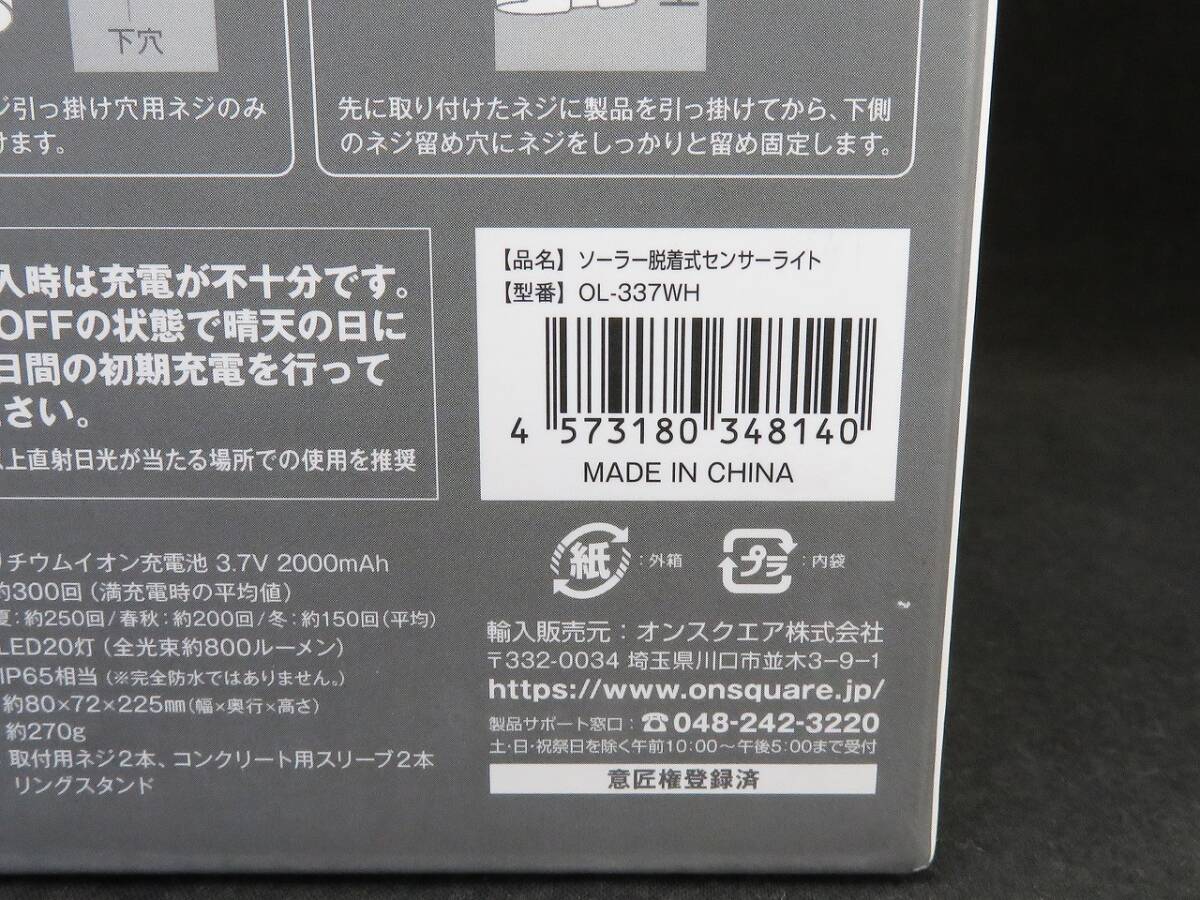 下穴
引っ掛け穴用ネジのみ
けます。
先に取り付けたネジに製品を引っ掛けてから、下側
のネジ留め穴にネジをしっかりと留め固定します。
入時は充電が不十分です。
OFFの状態で晴天の日に
日間の初期充電を行って
さい。
上直射日光が当たる場所での使用を推奨
【品名】ソーラー脱着式センサーライト
【型番】OL-337WH
4 573180 348140
MADE IN CHINA
紙 : 外箱
プラ : 内袋
チウムイオン充電池 3.7V 2000mAh
約300回(満充電時の平均値)
夏:約250回/春秋:約200回/冬:約150回(平均)
LED20灯(全光束約800ルーメン)
IP65相当(※完全防水ではありません。)
約80×72×225㎜(幅×奥行×高さ)
約270g
取付用ネジ2本、コンクリート用スリーブ2本
リングスタンド
輸入販売元:オンスクエア株式会社
〒332-0034 埼玉県川口市並木3-9-1
https://www.onsquare.jp/
製品サポート窓口:☎048-242-3220
土・日・祝祭日を除く午前10:00～午後5:00まで受付
意匠権登録済